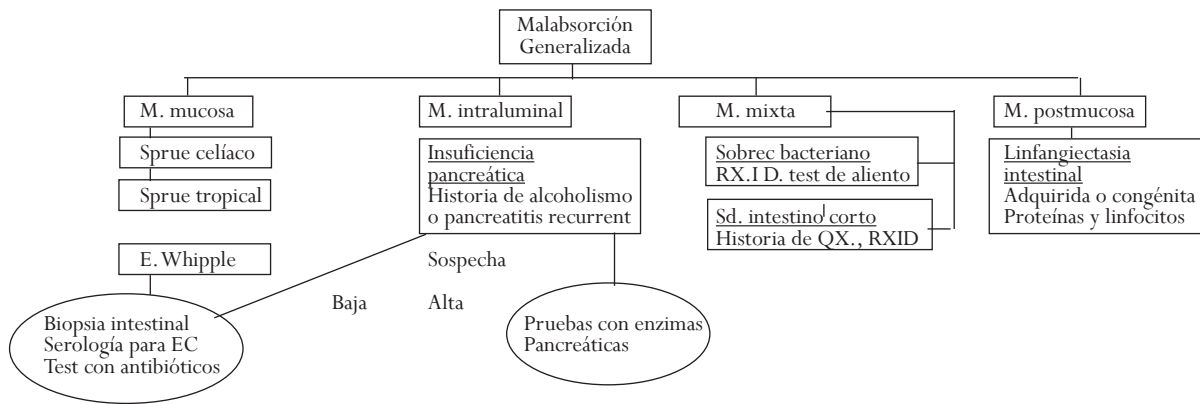 Malabsorción
Generalizada
M. mucosa
Sprue celíaco
Sprue tropical
E. Whipple
Biopsia intestinal
Serología para EC
Test con antibióticos
M. intraluminal
Insuficiencia
pancreática
Historia de alcoholismo
o pancreatitis recurrent
Sospecha
Baja
Alta
Pruebas con enzimas
Pancreáticas
M. mixta
Sobrec bacteriano
RX.I D. test de aliento
Sd. intestino corto
Historia de QX., RXID
M. postmucosa
Linfangiectasia
intestinal
Adquirida o congénita
Proteínas y linfocitos